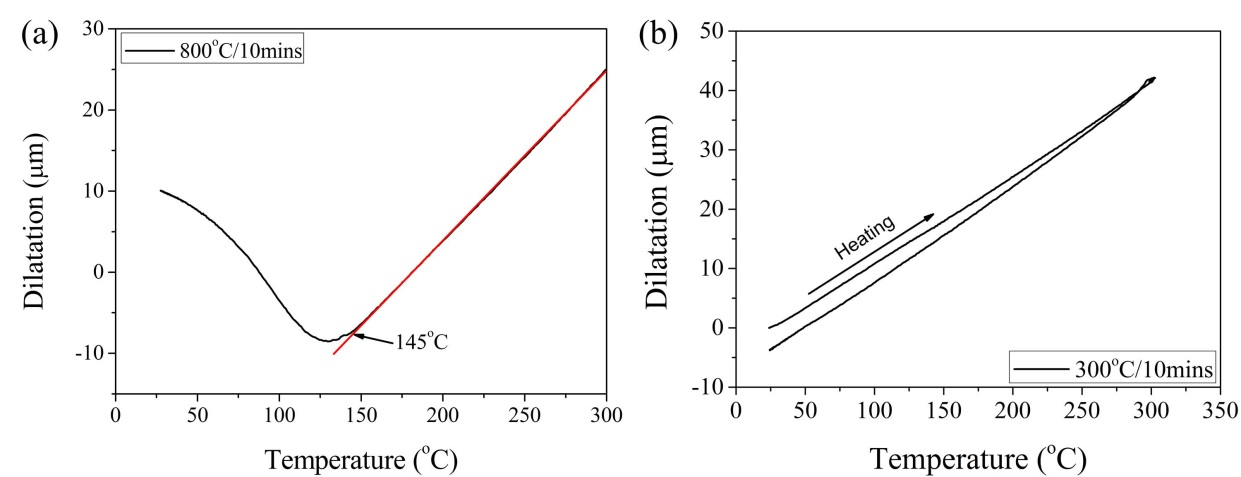 (a)
800°C/10mins
30
20
10
0
-10
Dilatation (μm)
145°C
0 50 100 150 200 250 300
Temperature (°C)
(b)
50
40
30
20
10
0
-10
Dilatation (μm)
Heating
300°C/10mins
0 50 100 150 200 250 300 350
Temperature (°C)